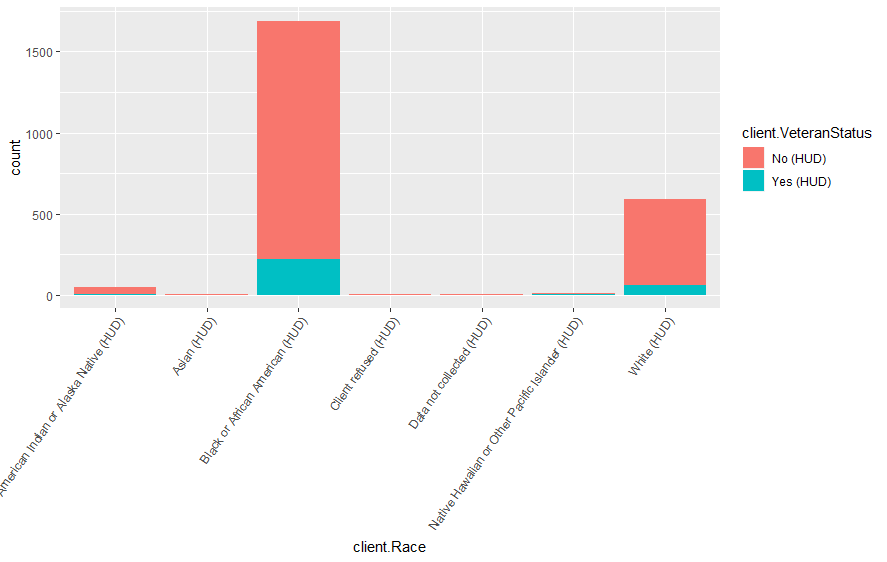 1500
1000
500
0
count
American Indian or Alaska Native (HUD)
Asian (HUD)
Black or African American (HUD)
Client refused (HUD)
Data not collected (HUD)
Native Hawaiian or Other Pacific Islander (HUD)
White (HUD)
client.Race
client.VeteranStatus
No (HUD)
Yes (HUD)